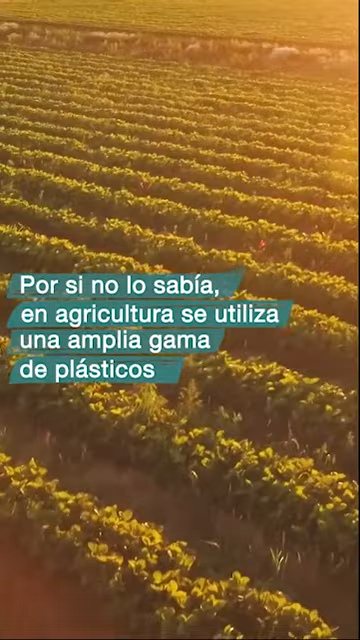 Por si no lo sabía,
en agricultura se utiliza
una amplia gama
de plásticos